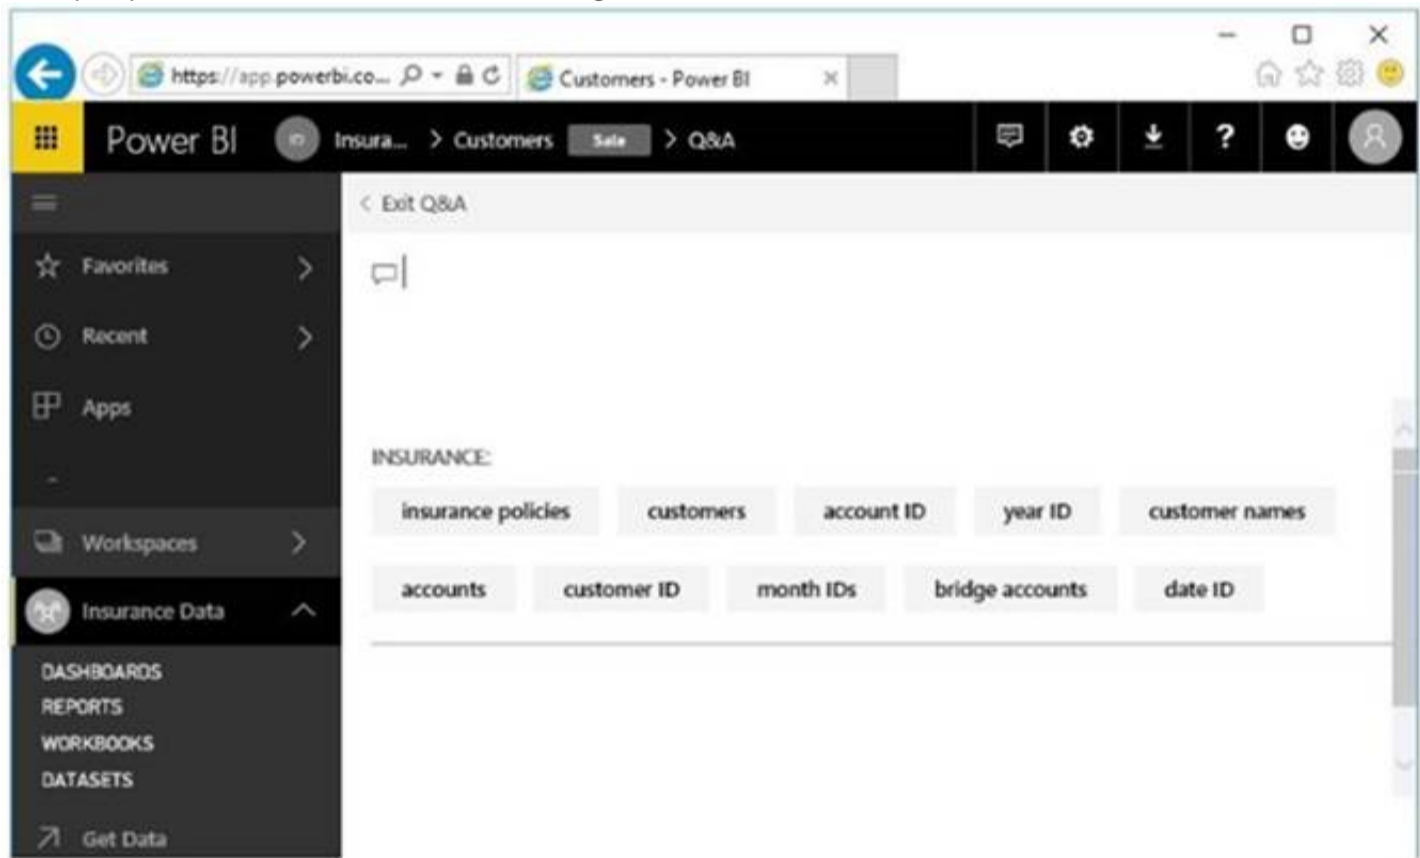 https://app.powerbi.co...
Customers - Power BI
Power BI
Insura... > Customers Sale > Q&A
?
< Exit Q&A
Favorites
Recent
Apps
Workspaces
Insurance Data
DASHBOARDS
REPORTS
WORKBOOKS
DATASETS
Get Data
INSURANCE:
insurance policies customers account ID year ID customer names
accounts customer ID month IDs bridge accounts date ID